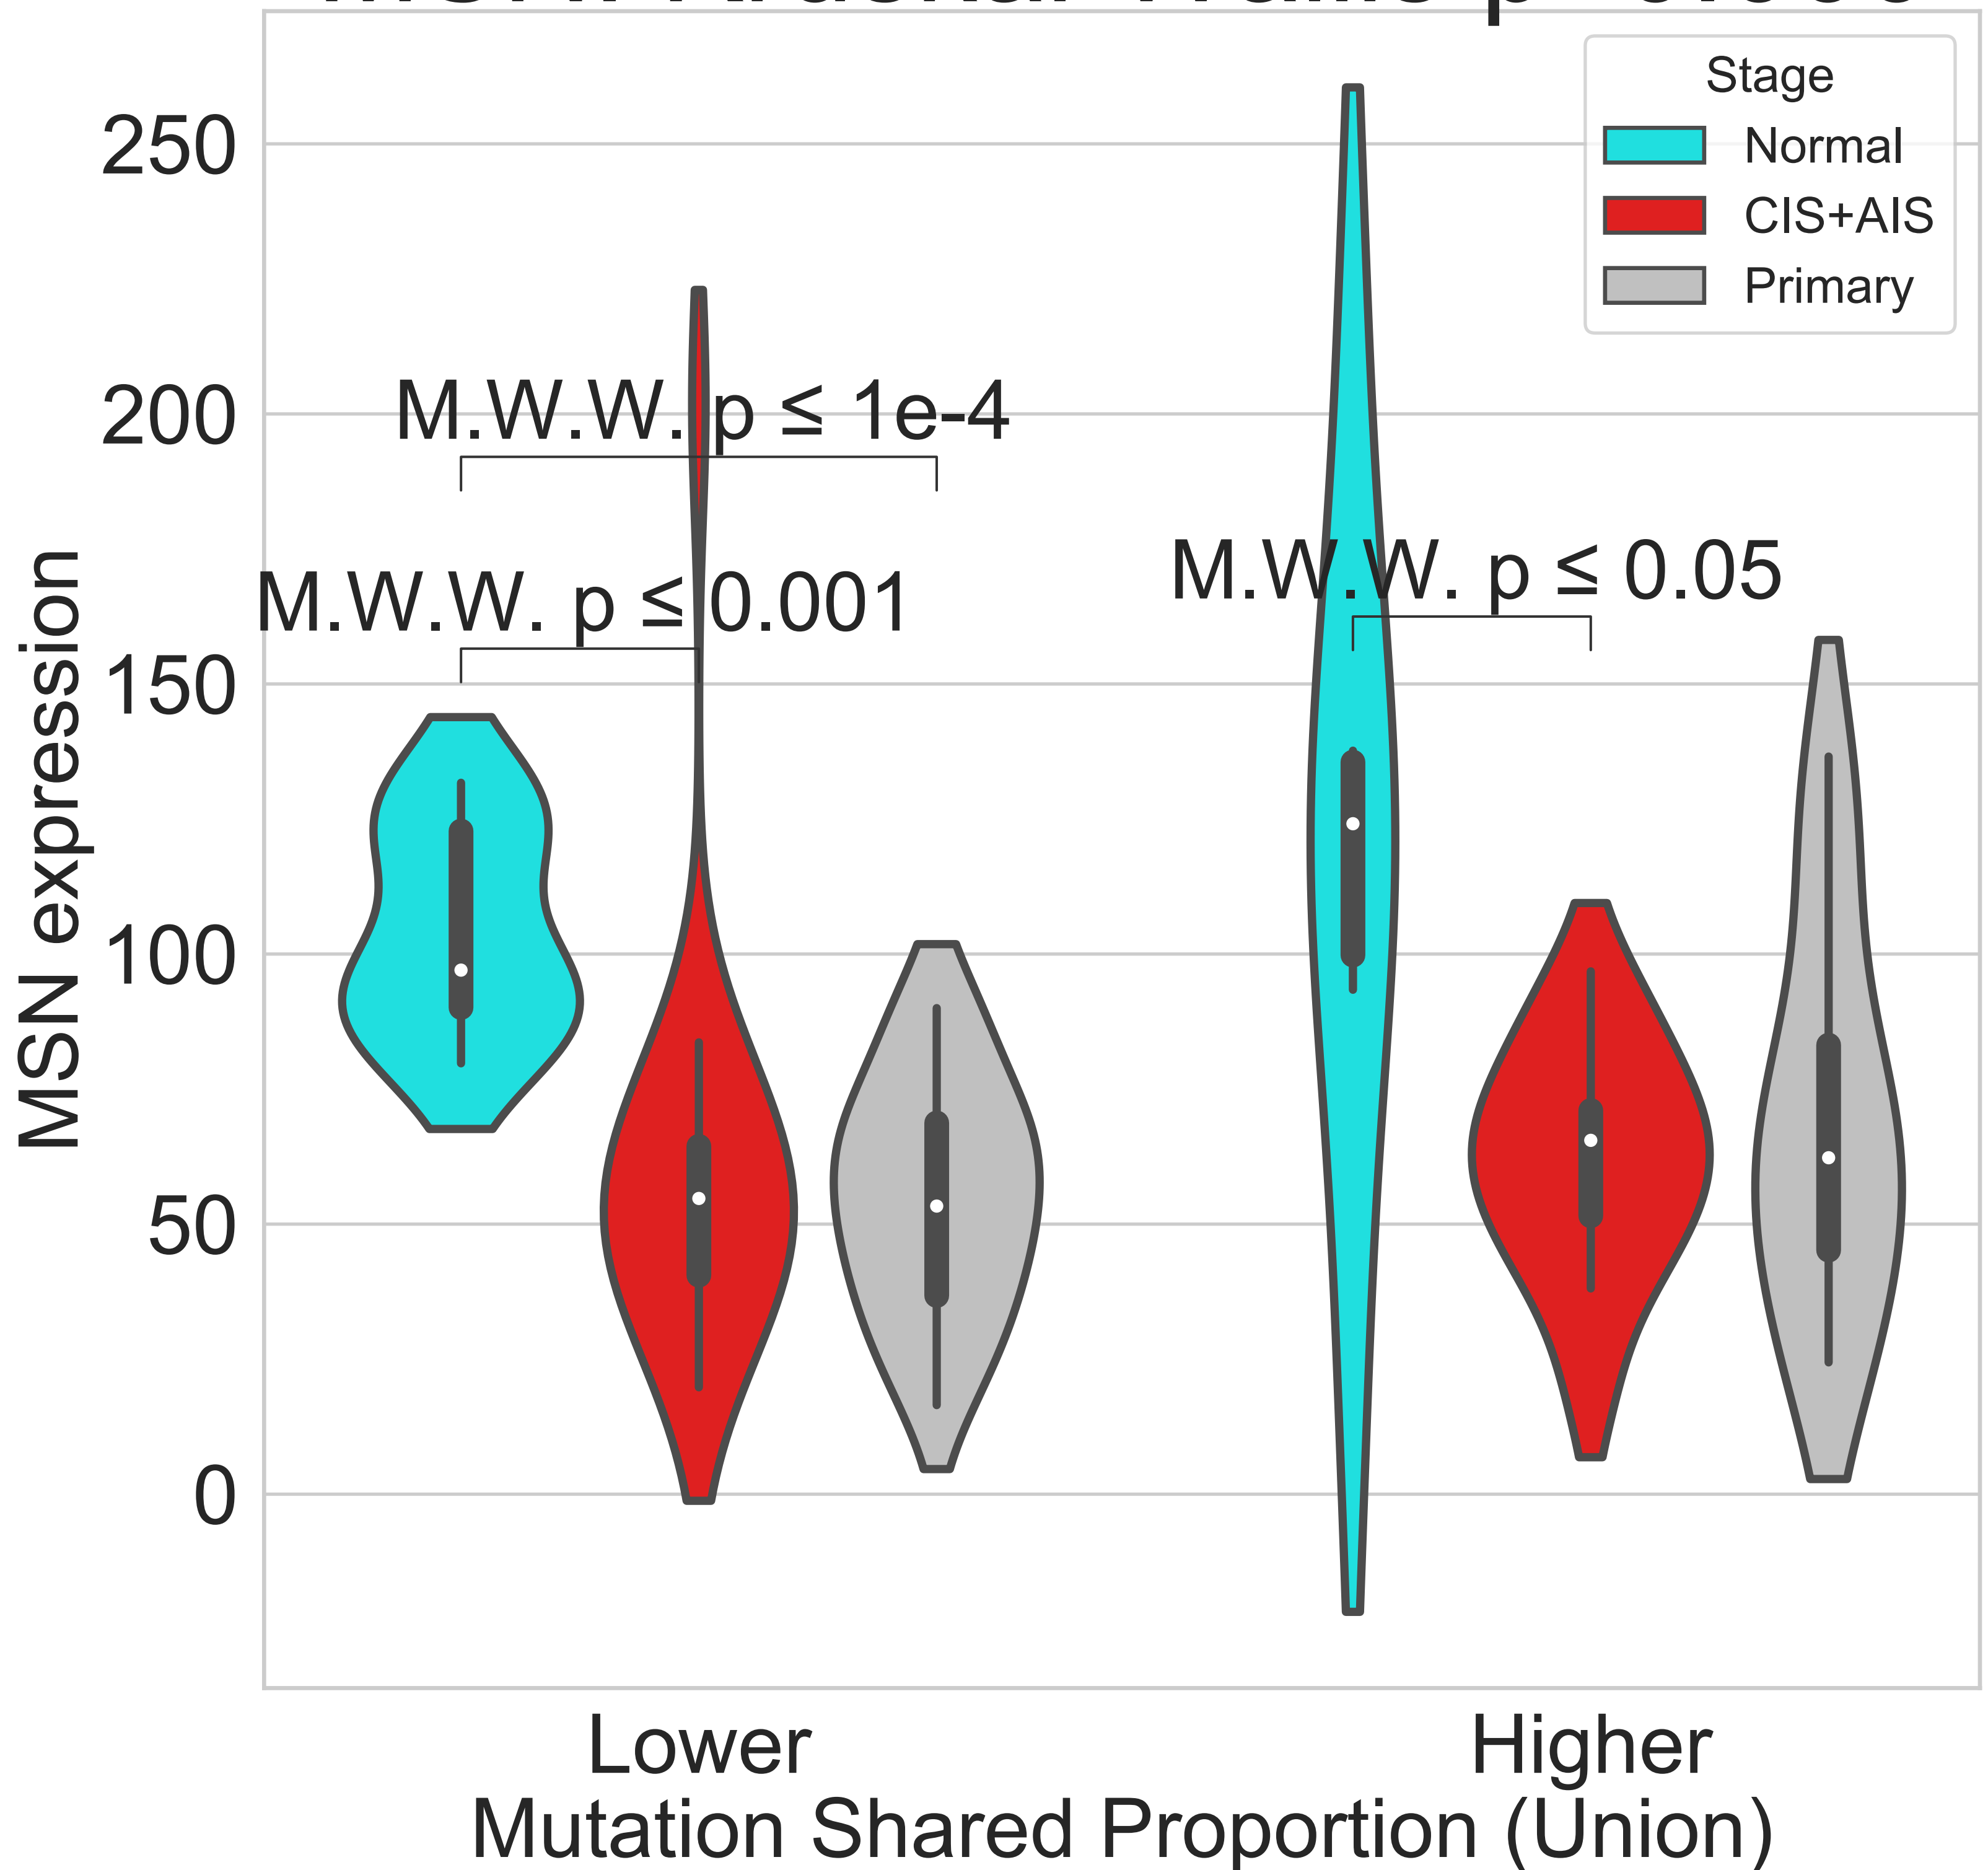 Stage
Normal
CIS+AIS
Primary
250
200
150
100
50
0
MSN expression
M.W.W. p ≤ 1e-4
M.W.W. p ≤ 0.001
M.W.W. p ≤ 0.05
Lower
Higher
Mutation Shared Proportion (Union)